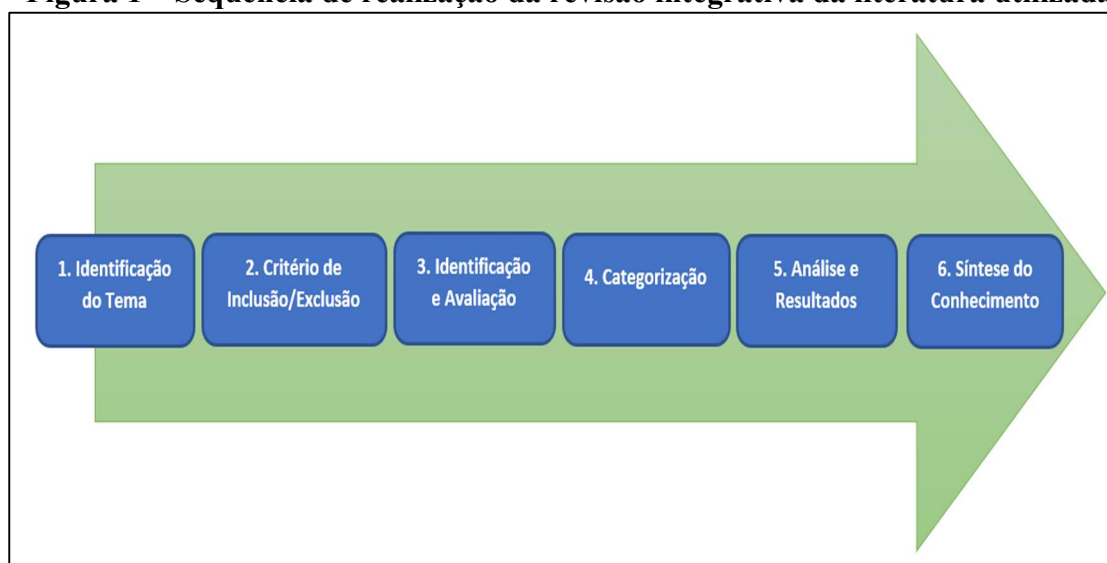 Figura 1 – Sequência de realização da revisão integrativa da literatura utilizada
1. Identificação
do Tema
2. Critério de
Inclusão/Exclusão
3. Identificação
e Avaliação
4. Categorização
5. Análise e
Resultados
6. Síntese do
Conhecimento